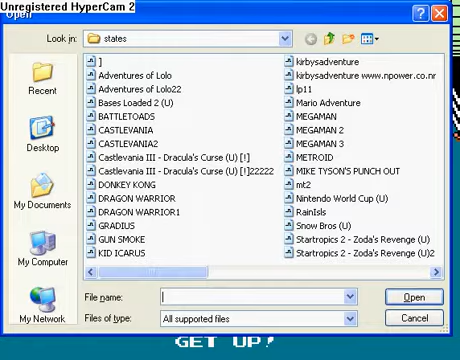 Unregistered HyperCam 2
Open
Look in: states
Recent
Desktop
My Documents
My Computer
My Network
]
Adventures of Lolo
Adventures of Lolo22
Bases Loaded 2 (U)
BATTLETOADS
CASTLEVANIA
CASTLEVANIA2
Castlevania III - Dracula's Curse (U) [!]
Castlevania III - Dracula's Curse (U) [!]22222
DONKEY KONG
DRAGON WARRIOR
DRAGON WARRIOR1
GRADIUS
GUN SMOKE
KID ICARUS
kirbysadventure
kirbysadventure www.npower.co.nr
lp11
Mario Adventure
MEGAMAN
MEGAMAN 2
MEGAMAN 3
METROID
MIKE TYSON'S PUNCH OUT
mt2
Nintendo World Cup (U)
RainIsls
Snow Bros (U)
Startropics 2 - Zoda's Revenge (U)
Startropics 2 - Zoda's Revenge (U)2
File name:
Open
Files of type: All supported files
Cancel
GET UP!